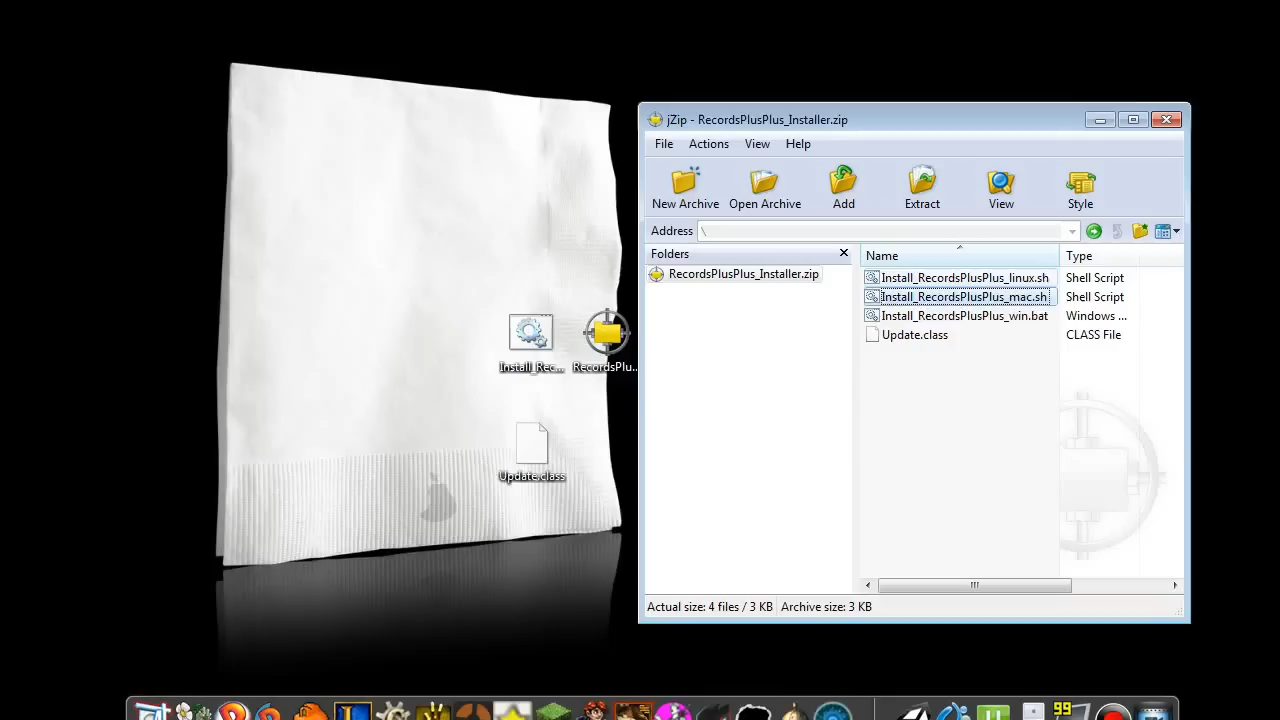 jZip - RecordsPlusPlus_Installer.zip
File Actions View Help
New Archive Open Archive Add Extract View Style
Address \
Folders
RecordsPlusPlus_Installer.zip
Name Type
Install_RecordsPlusPlus_linux.sh Shell Script
Install_RecordsPlusPlus_mac.sh Shell Script
Install_RecordsPlusPlus_win.bat Windows ...
Update.class CLASS File
Install_Rec... RecordsPlu...
Update.class
Actual size: 4 files / 3 KB Archive size: 3 KB
99